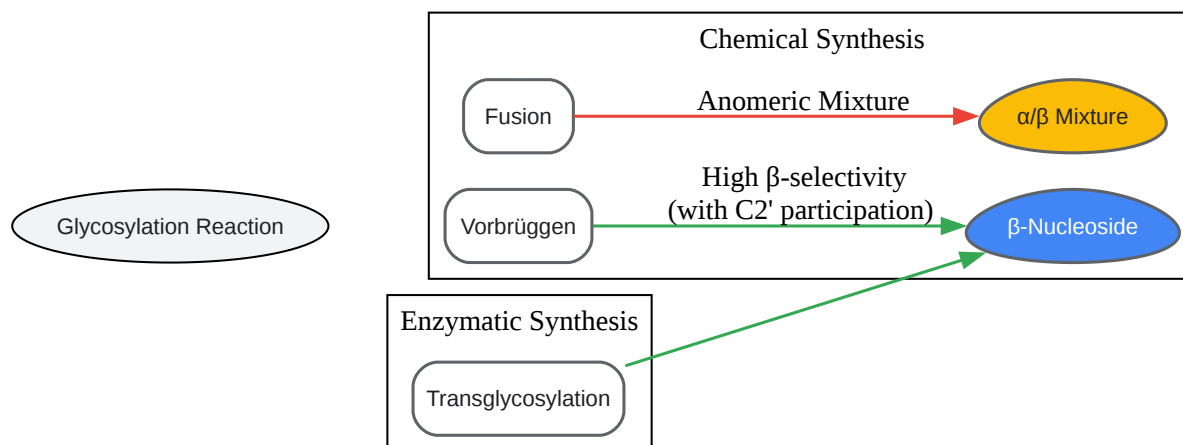 Chemical Synthesis
Fusion
Anomeric Mixture
α/β Mixture
Glycosylation Reaction
Vorbrüggen
High β-selectivity
(with C2' participation)
β-Nucleoside
Enzymatic Synthesis
Transglycosylation